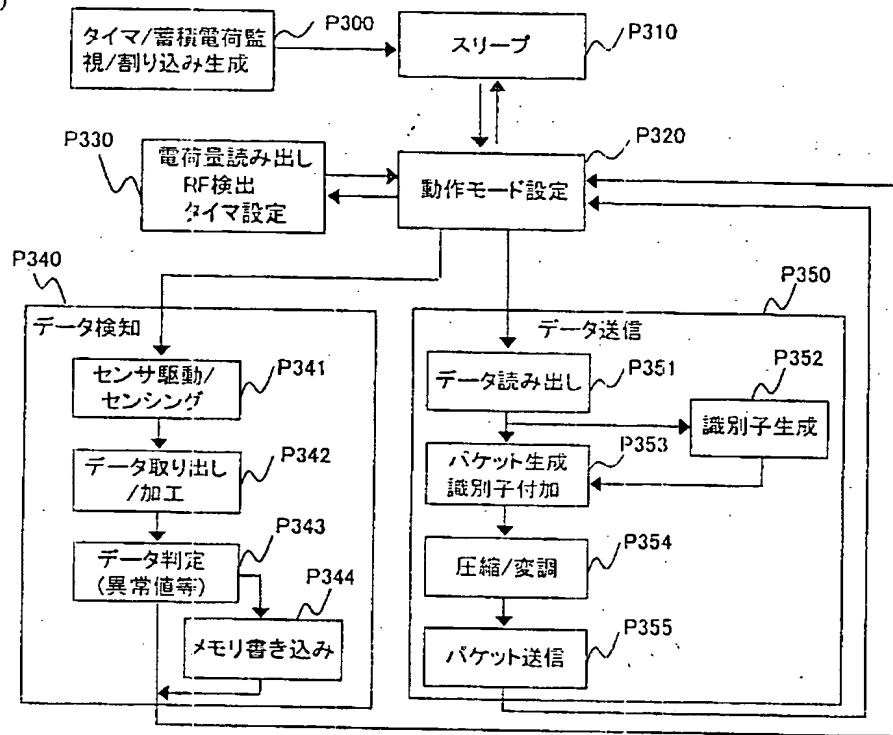 P300
タイマ/蓄積電荷監
視/割り込み生成
スリープ
P310
P320
P330
電荷量読み出し
RF検出
タイマ設定
動作モード設定
P340
データ検知
P350
データ送信
センサ駆動/
センシング
P341
データ読み出し
P351
P352
識別子生成
データ取り出し
/加工
P342
パケット生成
識別子付加
P353
データ判定
(異常値等)
P343
P344
メモリ書き込み
圧縮/変調
P354
パケット送信
P355